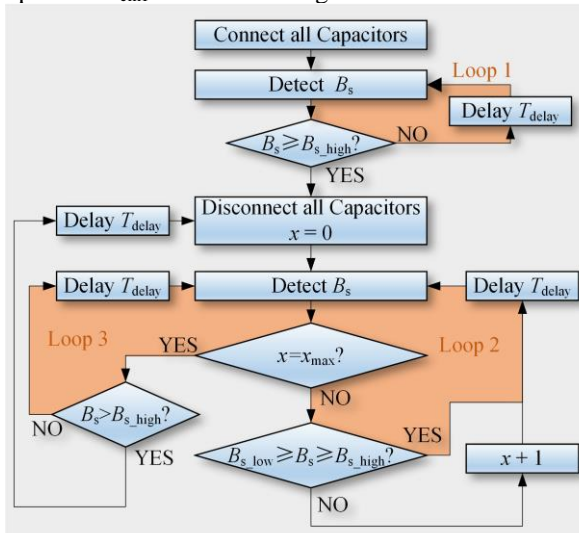 Connect all Capacitors
Detect Bs
Loop 1
Delay Tdelay
Bs⩾Bs_high?
NO
YES
Delay Tdelay
Disconnect all Capacitors
x = 0
Delay Tdelay
Detect Bs
Delay Tdelay
Loop 3
YES
x=xmax?
Loop 2
NO
Bs>Bs_high?
NO
YES
YES
Bs_low⩾Bs⩾Bs_high?
x + 1
NO